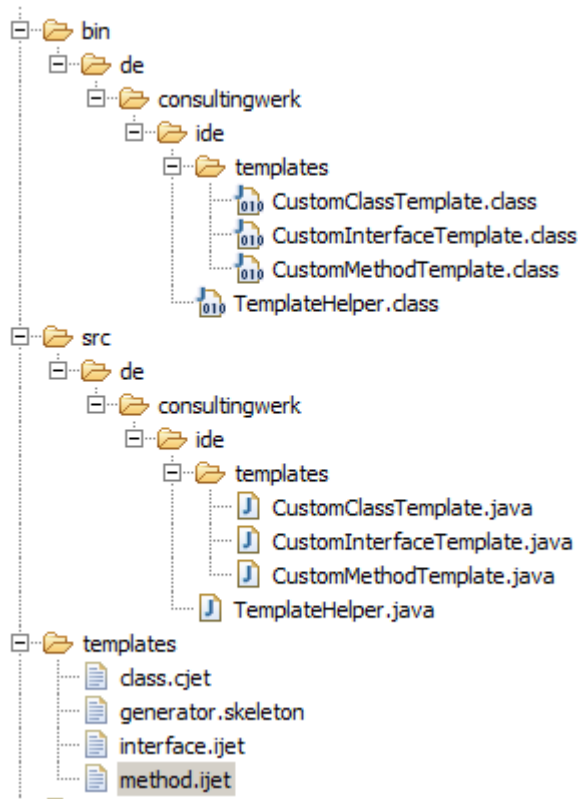 bin
de
consultingwerk
ide
templates
CustomClassTemplate.class
CustomInterfaceTemplate.class
CustomMethodTemplate.class
TemplateHelper.class
src
de
consultingwerk
ide
templates
CustomClassTemplate.java
CustomInterfaceTemplate.java
CustomMethodTemplate.java
TemplateHelper.java
templates
class.cjet
generator.skeleton
interface.ijet
method.ijet